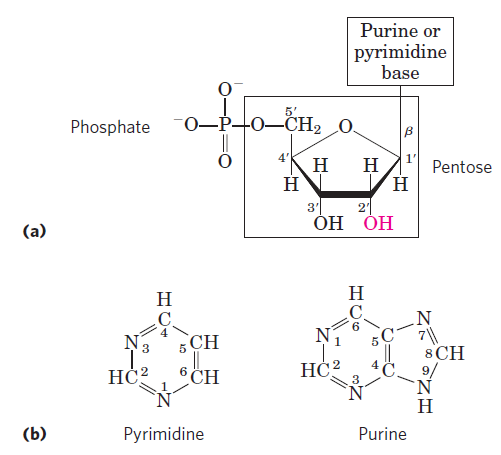 Purine or
pyrimidine
base
O⁻
Phosphate ⁻O—P—O—CH₂ O β
5′
O 4′ H H 1′ Pentose
H H
3′ 2′
OH OH
(a)
H H
C C N
4 6 7
N 3 5 CH N 1 5 C 8 CH
HC 2 6 CH HC 2 4 C 9
1 3 N
N N H
(b) Pyrimidine Purine